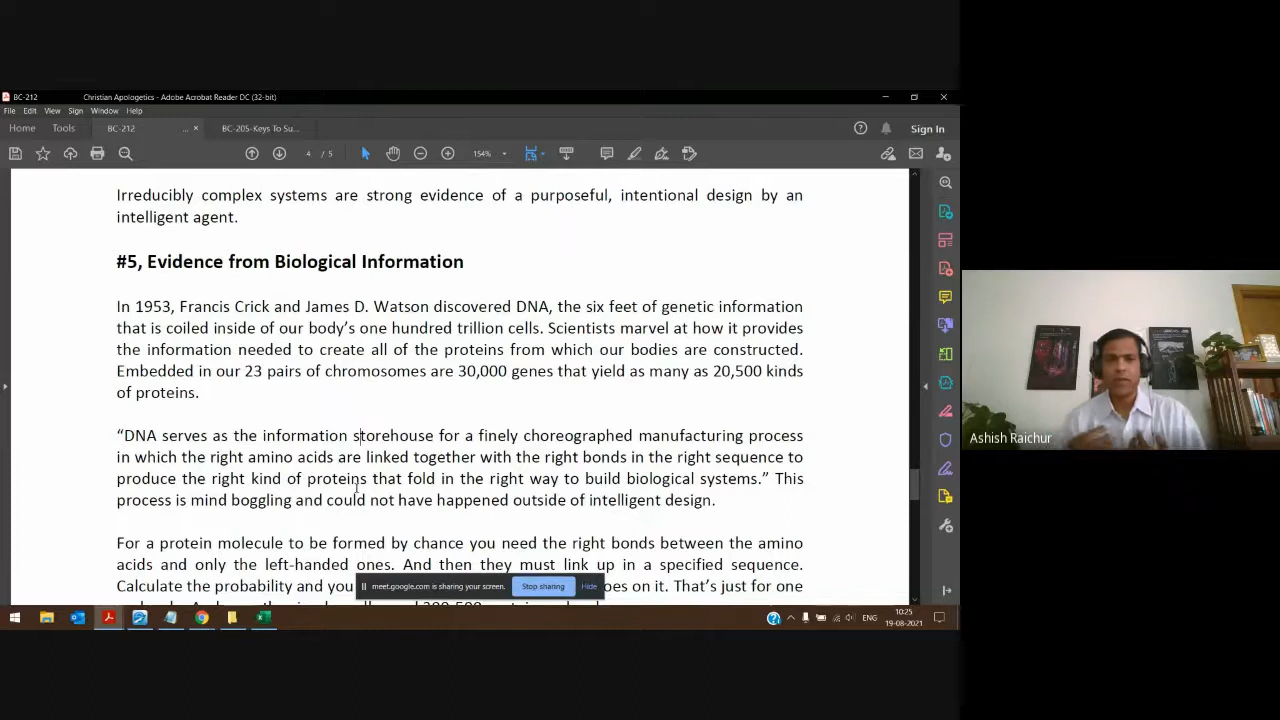 BC-212 Christian Apologetics - Adobe Acrobat Reader DC (32-bit)
File Edit View Sign Window Help
Home Tools BC-212 ... × BC-205-Keys To Su... Sign In
4 / 5 154%
Irreducibly complex systems are strong evidence of a purposeful, intentional design by an
intelligent agent.
#5, Evidence from Biological Information
In 1953, Francis Crick and James D. Watson discovered DNA, the six feet of genetic information
that is coiled inside of our body's one hundred trillion cells. Scientists marvel at how it provides
the information needed to create all of the proteins from which our bodies are constructed.
Embedded in our 23 pairs of chromosomes are 30,000 genes that yield as many as 20,500 kinds
of proteins.
“DNA serves as the information storehouse for a finely choreographed manufacturing process
in which the right amino acids are linked together with the right bonds in the right sequence to
produce the right kind of proteins that fold in the right way to build biological systems.” This
process is mind boggling and could not have happened outside of intelligent design.
For a protein molecule to be formed by chance you need the right bonds between the amino
acids and only the left-handed ones. And then they must link up in a specified sequence.
Calculate the probability and you oes on it. That's just for one
meet.google.com is sharing your screen. Stop sharing Hide
Ashish Raichur
ENG 10:25
19-08-2021